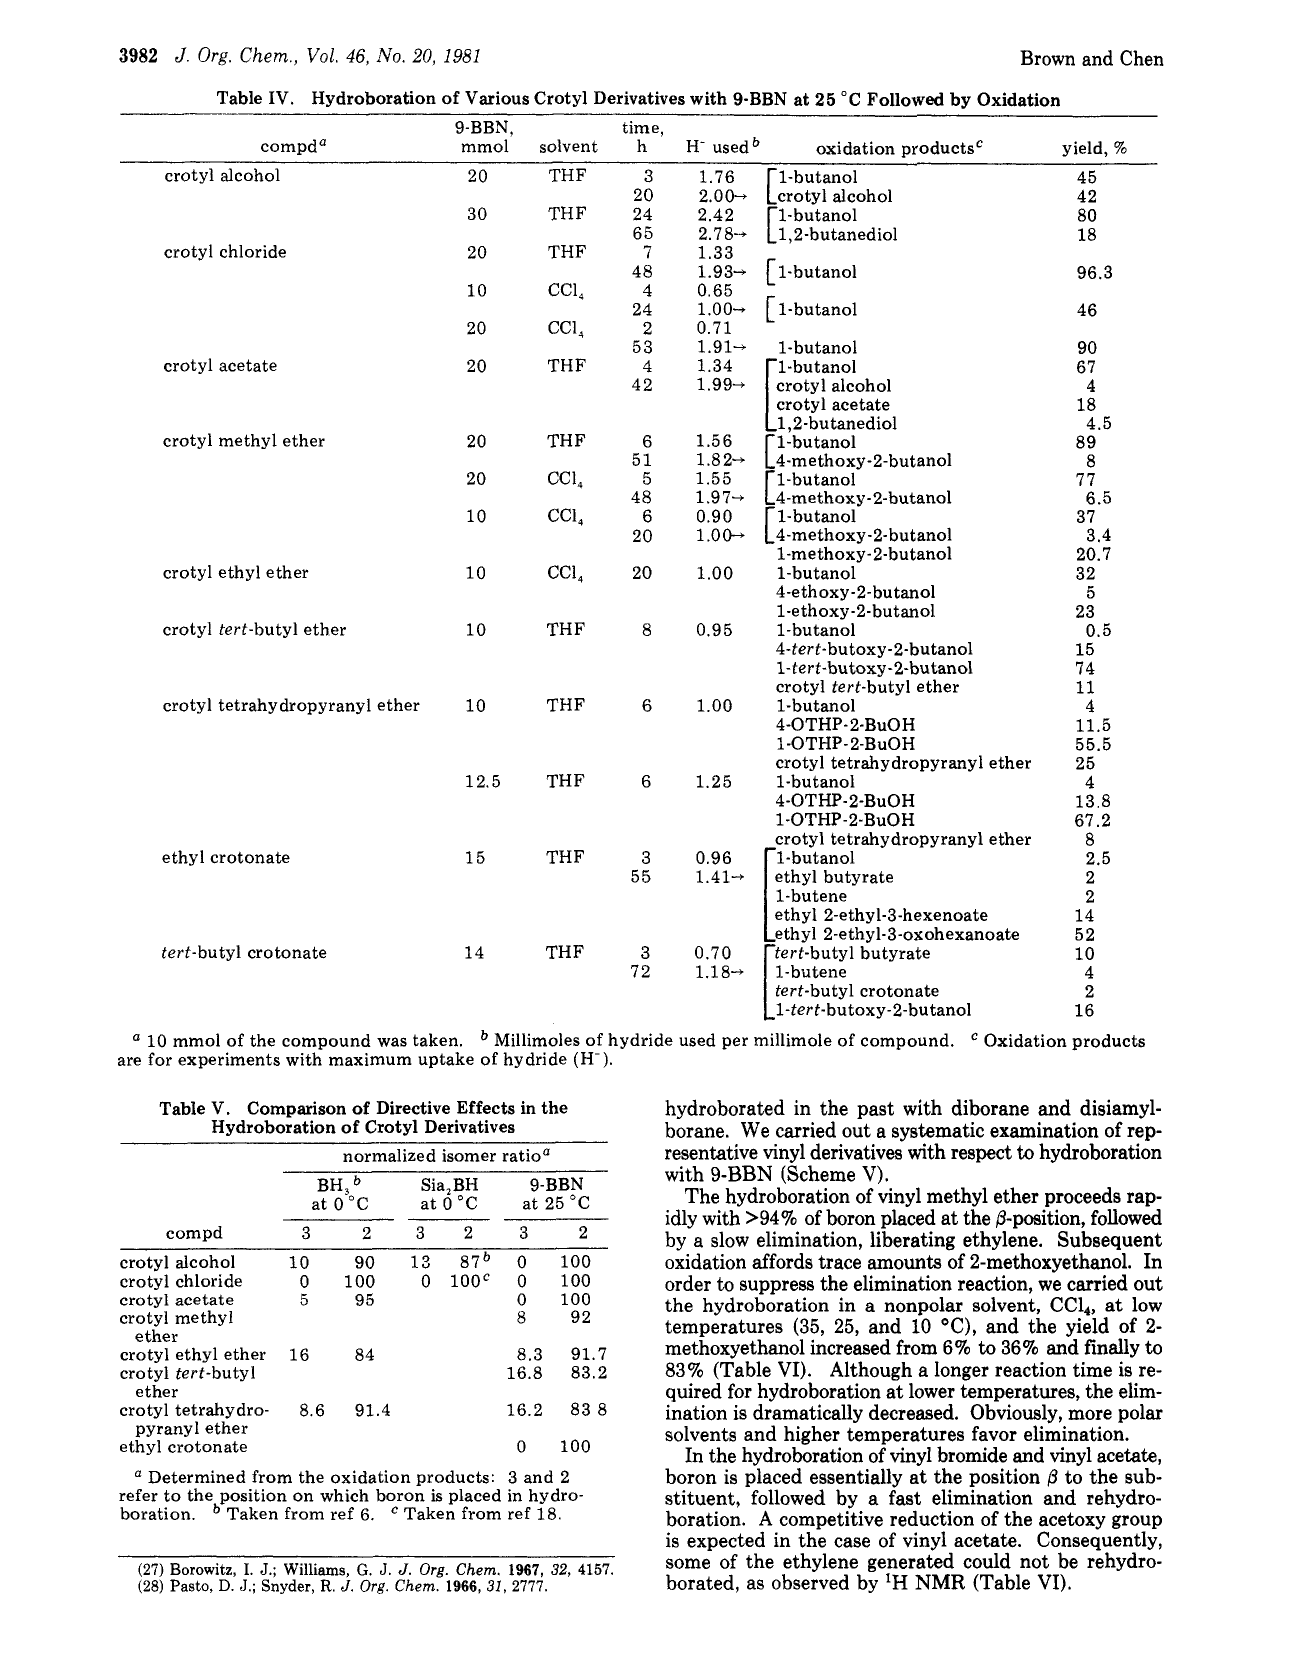 3982 J. Org. Chem., Vol. 46, No. 20, 1981 Brown and Chen
Table IV. Hydroboration of Various Crotyl Derivatives with 9-BBN at 25 °C Followed by Oxidation
9-BBN, time,
compd^a mmol solvent h H⁻ used^b oxidation products^c yield, %
crotyl alcohol 20 THF 3 1.76 1-butanol 45
20 2.00→ crotyl alcohol 42
30 THF 24 2.42 1-butanol 80
65 2.78→ 1,2-butanediol 18
crotyl chloride 20 THF 7 1.33
48 1.93→ 1-butanol 96.3
10 CCl₄ 4 0.65
24 1.00→ 1-butanol 46
20 CCl₄ 2 0.71
53 1.91→ 1-butanol 90
crotyl acetate 20 THF 4 1.34 1-butanol 67
42 1.99→ crotyl alcohol 4
crotyl acetate 18
1,2-butanediol 4.5
crotyl methyl ether 20 THF 6 1.56 1-butanol 89
51 1.82→ 4-methoxy-2-butanol 8
20 CCl₄ 5 1.55 1-butanol 77
48 1.97→ 4-methoxy-2-butanol 6.5
10 CCl₄ 6 0.90 1-butanol 37
20 1.00→ 4-methoxy-2-butanol 3.4
1-methoxy-2-butanol 20.7
crotyl ethyl ether 10 CCl₄ 20 1.00 1-butanol 32
4-ethoxy-2-butanol 5
1-ethoxy-2-butanol 23
crotyl tert-butyl ether 10 THF 8 0.95 1-butanol 0.5
4-tert-butoxy-2-butanol 15
1-tert-butoxy-2-butanol 74
crotyl tert-butyl ether 11
crotyl tetrahydropyranyl ether 10 THF 6 1.00 1-butanol 4
4-OTHP-2-BuOH 11.5
1-OTHP-2-BuOH 55.5
crotyl tetrahydropyranyl ether 25
12.5 THF 6 1.25 1-butanol 4
4-OTHP-2-BuOH 13.8
1-OTHP-2-BuOH 67.2
crotyl tetrahydropyranyl ether 8
ethyl crotonate 15 THF 3 0.96 1-butanol 2.5
55 1.41→ ethyl butyrate 2
1-butene 2
ethyl 2-ethyl-3-hexenoate 14
ethyl 2-ethyl-3-oxohexanoate 52
tert-butyl crotonate 14 THF 3 0.70 tert-butyl butyrate 10
72 1.18→ 1-butene 4
tert-butyl crotonate 2
1-tert-butoxy-2-butanol 16
^a 10 mmol of the compound was taken. ^b Millimoles of hydride used per millimole of compound. ^c Oxidation products
are for experiments with maximum uptake of hydride (H⁻).
Table V. Comparison of Directive Effects in the
Hydroboration of Crotyl Derivatives
normalized isomer ratio^a
BH₃^b Sia₂BH 9-BBN
at 0 °C at 0 °C at 25 °C
compd 3 2 3 2 3 2
crotyl alcohol 10 90 13 87^b 0 100
crotyl chloride 0 100 0 100^c 0 100
crotyl acetate 5 95 0 100
crotyl methyl 8 92
ether
crotyl ethyl ether 16 84 8.3 91.7
crotyl tert-butyl 16.8 83.2
ether
crotyl tetrahydro- 8.6 91.4 16.2 83 8
pyranyl ether
ethyl crotonate 0 100
^a Determined from the oxidation products: 3 and 2
refer to the position on which boron is placed in hydro-
boration. ^b Taken from ref 6. ^c Taken from ref 18.
(27) Borowitz, I. J.; Williams, G. J. J. Org. Chem. 1967, 32, 4157.
(28) Pasto, D. J.; Snyder, R. J. Org. Chem. 1966, 31, 2777.
hydroborated in the past with diborane and disiamyl-
borane. We carried out a systematic examination of rep-
resentative vinyl derivatives with respect to hydroboration
with 9-BBN (Scheme V).
The hydroboration of vinyl methyl ether proceeds rap-
idly with >94% of boron placed at the β-position, followed
by a slow elimination, liberating ethylene. Subsequent
oxidation affords trace amounts of 2-methoxyethanol. In
order to suppress the elimination reaction, we carried out
the hydroboration in a nonpolar solvent, CCl₄, at low
temperatures (35, 25, and 10 °C), and the yield of 2-
methoxyethanol increased from 6% to 36% and finally to
83% (Table VI). Although a longer reaction time is re-
quired for hydroboration at lower temperatures, the elim-
ination is dramatically decreased. Obviously, more polar
solvents and higher temperatures favor elimination.
In the hydroboration of vinyl bromide and vinyl acetate,
boron is placed essentially at the position β to the sub-
stituent, followed by a fast elimination and rehydro-
boration. A competitive reduction of the acetoxy group
is expected in the case of vinyl acetate. Consequently,
some of the ethylene generated could not be rehydro-
borated, as observed by ¹H NMR (Table VI).